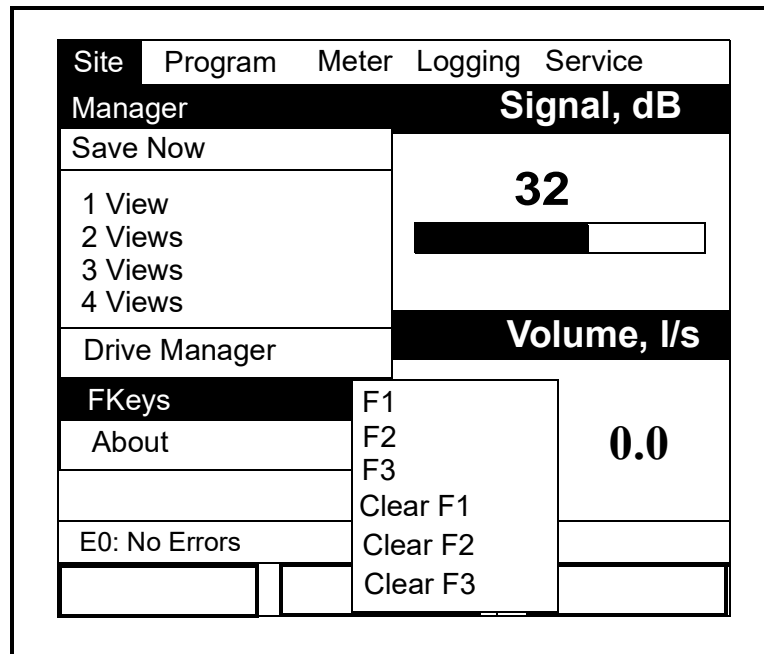 Site Program Meter Logging Service
Manager
Signal, dB
Save Now
32
1 View
2 Views
3 Views
4 Views
Volume, l/s
Drive Manager
FKeys
About
F1
F2
F3
Clear F1
Clear F2
Clear F3
0.0
E0: No Errors